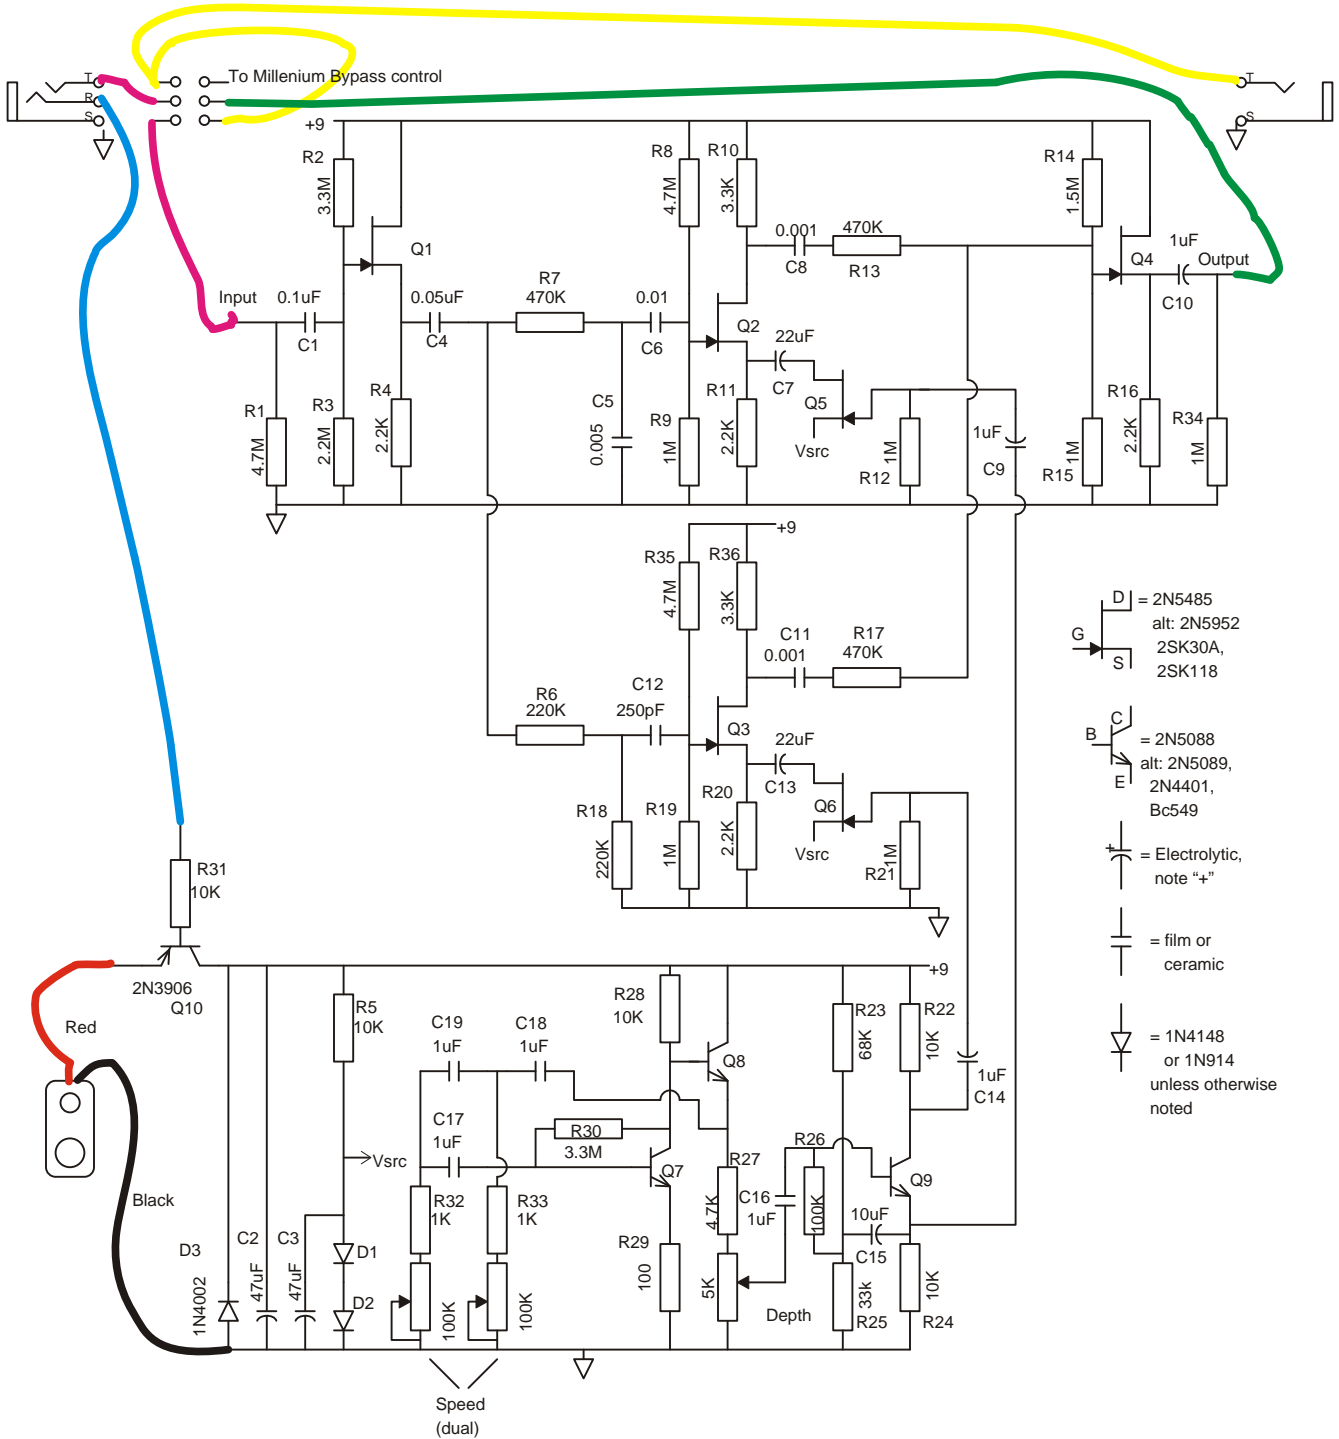 T
To Millenium Bypass control
T
R
S
S
+9
R2
3.3M
R8
4.7M
R10
3.3K
R14
1.5M
Q1
0.001
C8
470K
R13
1uF
Q4
Output
C10
Input
0.1uF
C1
0.05uF
C4
R7
470K
0.01
C6
Q2
22uF
C7
Q5
Vsrc
R1
4.7M
R3
2.2M
R4
2.2K
C5
0.005
R9
1M
R11
2.2K
1M
R12
1uF
C9
1M
R15
R16
2.2K
R34
1M
+9
R35
4.7M
R36
3.3K
C11
0.001
R17
470K
R6
220K
C12
250pF
Q3
22uF
C13
Q6
Vsrc
R18
220K
R19
1M
R20
2.2K
1M
R21
D
G
S
= 2N5485
alt: 2N5952
2SK30A,
2SK118
C
B
E
= 2N5088
alt: 2N5089,
2N4401,
Bc549
+
= Electrolytic,
note “+”
= film or
ceramic
= 1N4148
or 1N914
unless otherwise
noted
R31
10K
2N3906
Q10
Red
Black
+9
R5
10K
C19
1uF
C18
1uF
R28
10K
Q8
R23
68K
R22
10K
1uF
C14
C17
1uF
R30
3.3M
Vsrc
Q7
R27
4.7K
R26
100K
C16
1uF
Q9
10uF
C15
R32
1K
R33
1K
R29
100
D3
1N4002
C2
47uF
C3
47uF
D1
D2
100K
100K
5K
Depth
33k
R25
10K
R24
Speed
(dual)